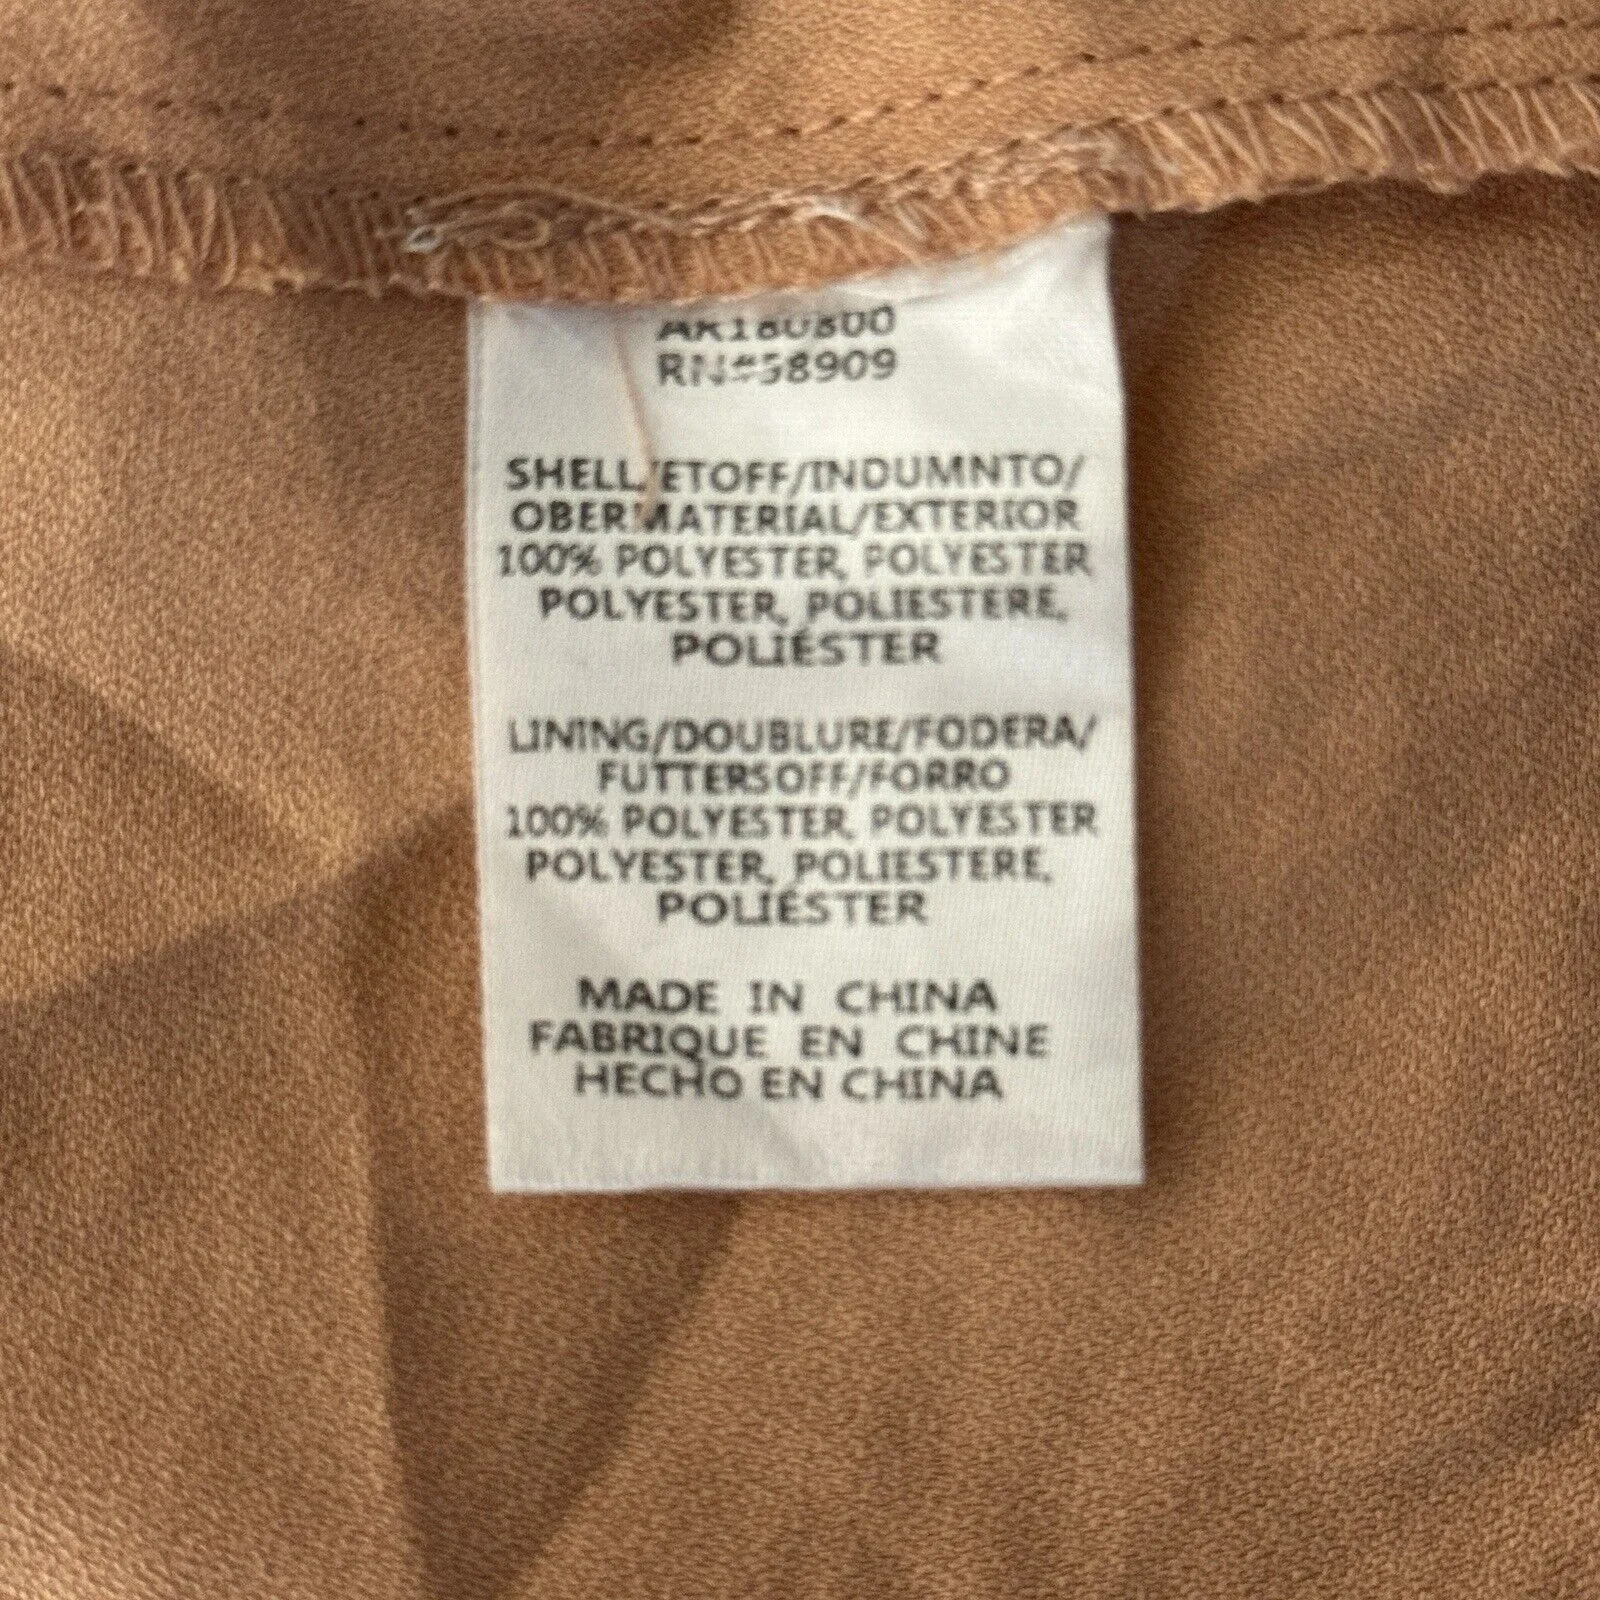 AR180800
RN#58909
SHELL/ETOFF/INDUMNTO/
OBERMATERIAL/EXTERIOR
100% POLYESTER, POLYESTER
POLYESTER, POLIESTERE,
POLIÉSTER
LINING/DOUBLURE/FODERA/
FUTTERSOFF/FORRO
100% POLYESTER, POLYESTER
POLYESTER, POLIESTERE,
POLIÉSTER
MADE IN CHINA
FABRIQUE EN CHINE
HECHO EN CHINA